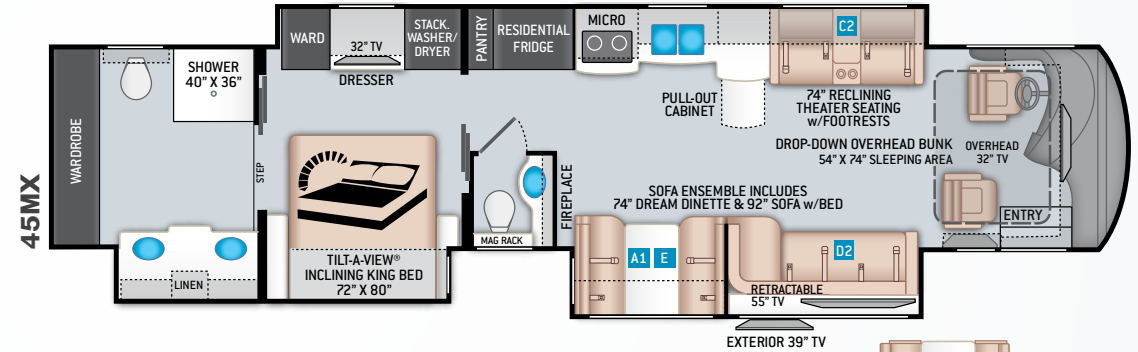 45MX
WARDROBE
SHOWER
40" X 36"
STEP
LINEN
WARD
32" TV
DRESSER
STACK.
WASHER/
DRYER
TILT-A-VIEW®
INCLINING KING BED
72" X 80"
PANTRY
RESIDENTIAL
FRIDGE
MICRO
MAG RACK
FIREPLACE
PULL-OUT
CABINET
C2
74" RECLINING
THEATER SEATING
w/FOOTRESTS
DROP-DOWN OVERHEAD BUNK
54" X 74" SLEEPING AREA
OVERHEAD
32" TV
SOFA ENSEMBLE INCLUDES
74" DREAM DINETTE & 92" SOFA w/BED
ENTRY
A1 E
D2
RETRACTABLE
55" TV
EXTERIOR 39" TV